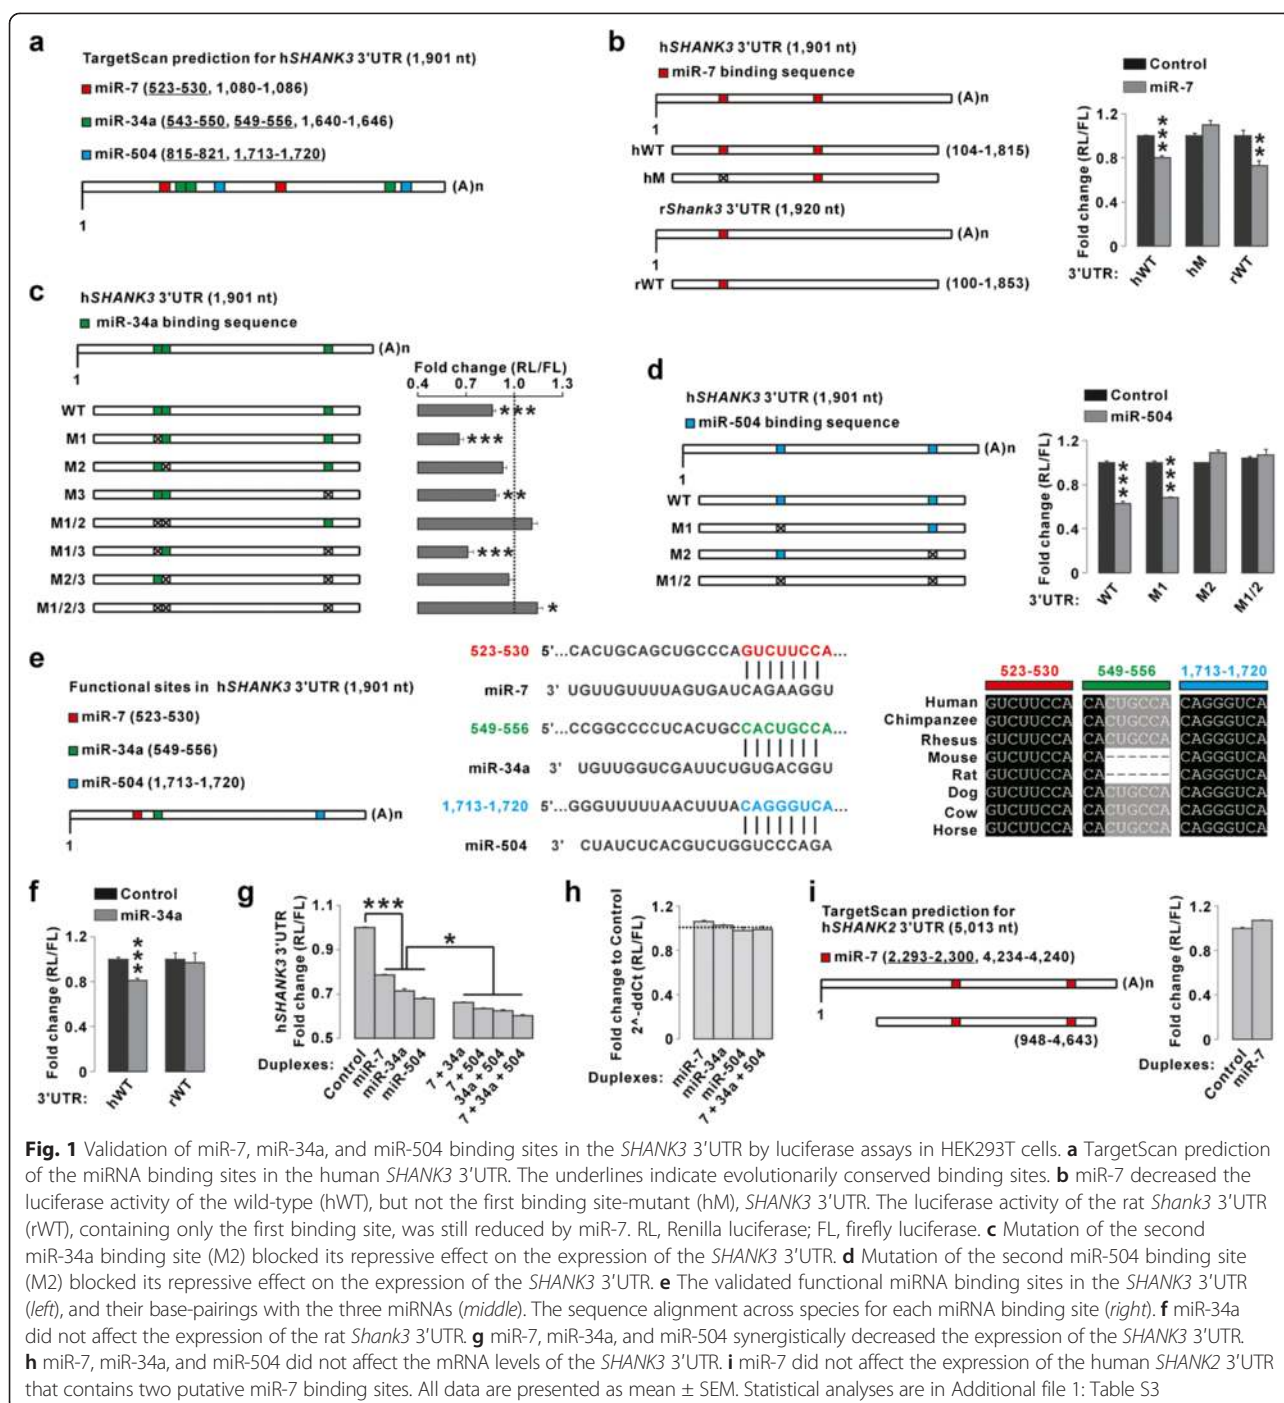 a
TargetScan prediction for hSHANK3 3'UTR (1,901 nt)
miR-7 (523-530, 1,080-1,086)
miR-34a (543-550, 549-556, 1,640-1,646)
miR-504 (815-821, 1,713-1,720)
(A)n
1
b
hSHANK3 3'UTR (1,901 nt)
miR-7 binding sequence
(A)n
1
hWT
(104-1,815)
hM
rShank3 3'UTR (1,920 nt)
(A)n
1
rWT
(100-1,853)
Control
miR-7
Fold change (RL/FL)
1.2
0.8
0.4
0
***
**
3'UTR:
hWT
hM
rWT
c
hSHANK3 3'UTR (1,901 nt)
miR-34a binding sequence
(A)n
1
Fold change (RL/FL)
0.4 0.7 1.0 1.3
WT
***
M1
***
M2
M3
**
M1/2
M1/3
***
M2/3
M1/2/3
*
d
hSHANK3 3'UTR (1,901 nt)
miR-504 binding sequence
(A)n
1
WT
M1
M2
M1/2
Control
miR-504
Fold change (RL/FL)
1.2
0.8
0.4
0
***
***
3'UTR:
WT
M1
M2
M1/2
e
Functional sites in hSHANK3 3'UTR (1,901 nt)
miR-7 (523-530)
miR-34a (549-556)
miR-504 (1,713-1,720)
(A)n
1
523-530 5'...CACUGCAGCUGCCCAGUCUUCCA...
miR-7 3' UGUUGUUUUAGUGAUCAGAAGGU
549-556 5'...CCGGCCCCUCACUGCCACUGCCA...
miR-34a 3' UGUUGGUCGAUUCUGUGACGGU
1,713-1,720 5'...GGGUUUUUAACUUUACAGGGUCA...
miR-504 3' CUAUCUCACGUCUGGUCCCAGA
523-530 549-556 1,713-1,720
Human GUCUUCCA CACUGCCA CAGGGUCA
Chimpanzee GUCUUCCA CACUGCCA CAGGGUCA
Rhesus GUCUUCCA CACUGCCA CAGGGUCA
Mouse GUCUUCCA CA------ CAGGGUCA
Rat GUCUUCCA CA------ CAGGGUCA
Dog GUCUUCCA CACUGCCA CAGGGUCA
Cow GUCUUCCA CACUGCCA CAGGGUCA
Horse GUCUUCCA CACUGCCA CAGGGUCA
f
Control
miR-34a
Fold change (RL/FL)
1.2
0.8
0.4
0
***
3'UTR:
hWT
rWT
g
hSHANK3 3'UTR
Fold change (RL/FL)
1.1
0.9
0.7
0.5
***
*
Duplexes:
Control
miR-7
miR-34a
miR-504
7 + 34a
7 + 504
34a + 504
7 + 34a + 504
h
Fold change to Control
2^-ddCt (RL/FL)
1.2
0.8
0.4
0
Duplexes:
miR-7
miR-34a
miR-504
7 + 34a + 504
i
TargetScan prediction for
hSHANK2 3'UTR (5,013 nt)
miR-7 (2,293-2,300, 4,234-4,240)
(A)n
1
(948-4,643)
Fold change (RL/FL)
1.2
0.8
0.4
0
Duplexes:
Control
miR-7
Fig. 1 Validation of miR-7, miR-34a, and miR-504 binding sites in the SHANK3 3′UTR by luciferase assays in HEK293T cells. a TargetScan prediction
of the miRNA binding sites in the human SHANK3 3′UTR. The underlines indicate evolutionarily conserved binding sites. b miR-7 decreased the
luciferase activity of the wild-type (hWT), but not the first binding site-mutant (hM), SHANK3 3′UTR. The luciferase activity of the rat Shank3 3′UTR
(rWT), containing only the first binding site, was still reduced by miR-7. RL, Renilla luciferase; FL, firefly luciferase. c Mutation of the second
miR-34a binding site (M2) blocked its repressive effect on the expression of the SHANK3 3′UTR. d Mutation of the second miR-504 binding site
(M2) blocked its repressive effect on the expression of the SHANK3 3′UTR. e The validated functional miRNA binding sites in the SHANK3 3′UTR
(left), and their base-pairings with the three miRNAs (middle). The sequence alignment across species for each miRNA binding site (right). f miR-34a
did not affect the expression of the rat Shank3 3′UTR. g miR-7, miR-34a, and miR-504 synergistically decreased the expression of the SHANK3 3′UTR.
h miR-7, miR-34a, and miR-504 did not affect the mRNA levels of the SHANK3 3′UTR. i miR-7 did not affect the expression of the human SHANK2 3′UTR
that contains two putative miR-7 binding sites. All data are presented as mean ± SEM. Statistical analyses are in Additional file 1: Table S3